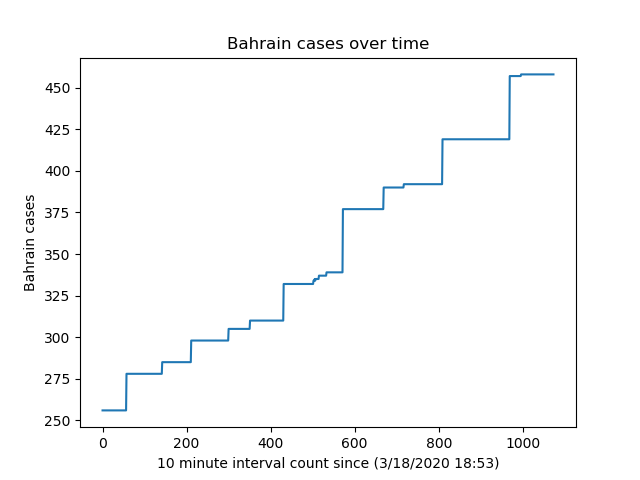 Bahrain cases over time
450
425
400
375
350
325
300
275
250
Bahrain cases
0 200 400 600 800 1000
10 minute interval count since (3/18/2020 18:53)